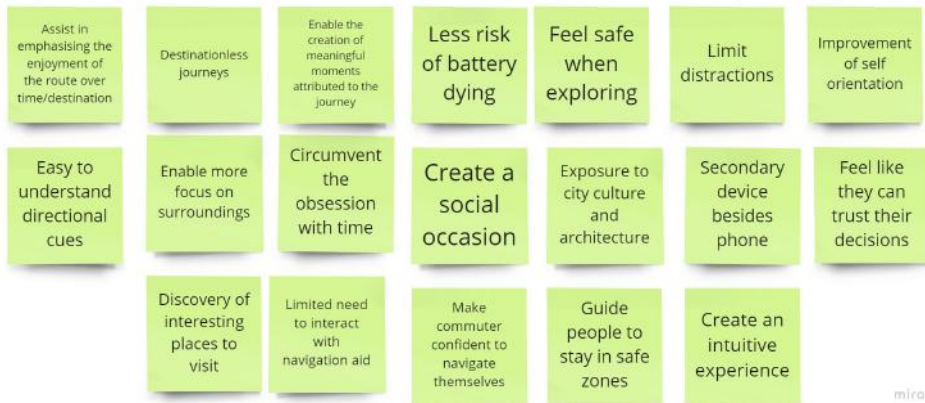 Assist in
emphasising the
enjoyment of
the route over
time/destination
Destinationless
journeys
Enable the
creation of
meaningful
moments
attributed to the
journey
Less risk
of battery
dying
Feel safe
when
exploring
Limit
distractions
Improvement
of self
orientation
Easy to
understand
directional
cues
Enable more
focus on
surroundings
Circumvent
the
obsession
with time
Create a
social
occasion
Exposure to
city culture
and
architecture
Secondary
device
besides
phone
Feel like
they can
trust their
decisions
Discovery of
interesting
places to
visit
Limited need
to interact
with
navigation aid
Make
commuter
confident to
navigate
themselves
Guide
people to
stay in safe
zones
Create an
intuitive
experience
miro